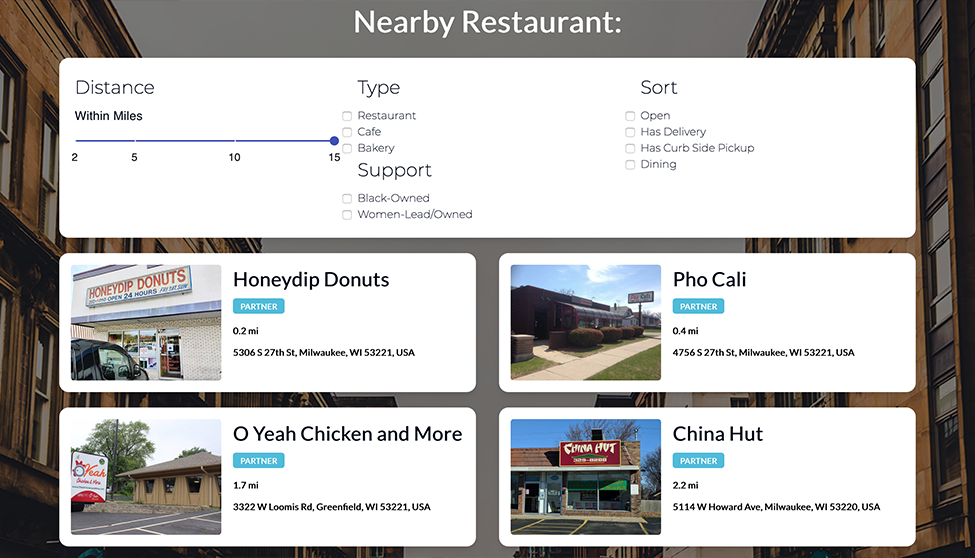 Nearby Restaurant:
Distance
Within Miles
2 5 10 15
Type
Restaurant
Cafe
Bakery
Support
Black-Owned
Women-Lead/Owned
Sort
Open
Has Delivery
Has Curb Side Pickup
Dining
HONEYDIP DONUTS
OPEN 24 HOURS
Honeydip Donuts
PARTNER
0.2 mi
5306 S 27th St, Milwaukee, WI 53221, USA
Pho Cali
PARTNER
0.4 mi
4756 S 27th St, Milwaukee, WI 53221, USA
Yeah
Chicken & More
O Yeah Chicken and More
PARTNER
1.7 mi
3322 W Loomis Rd, Greenfield, WI 53221, USA
CHINA HUT
China Hut
PARTNER
2.2 mi
5114 W Howard Ave, Milwaukee, WI 53220, USA